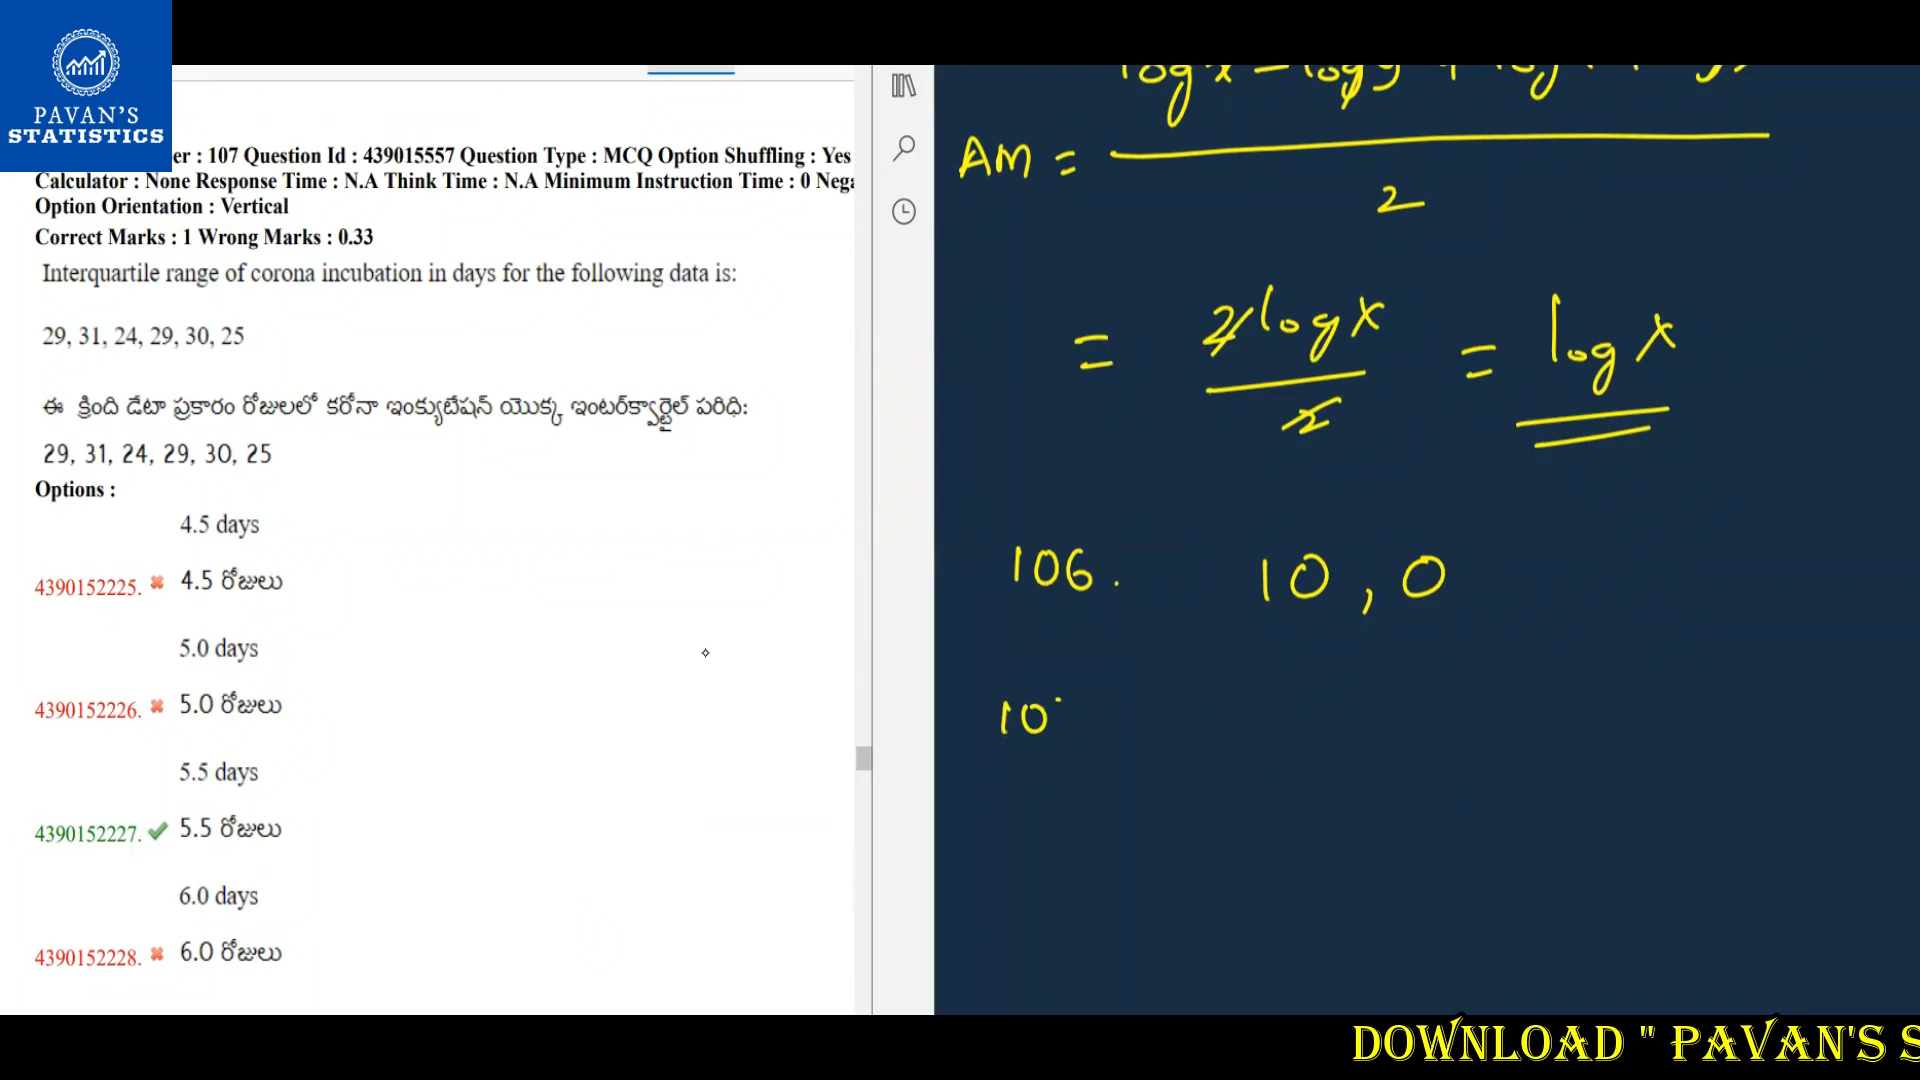 PAVAN'S
STATISTICS
er : 107 Question Id : 439015557 Question Type : MCQ Option Shuffling : Yes
Calculator : None Response Time : N.A Think Time : N.A Minimum Instruction Time : 0 Nega
Option Orientation : Vertical
Correct Marks : 1 Wrong Marks : 0.33
Interquartile range of corona incubation in days for the following data is:
29, 31, 24, 29, 30, 25
ఈ క్రింది డేటా ప్రకారం రోజులలో కరోనా ఇంక్యుబేషన్ యొక్క ఇంటర్‌క్వార్టైల్ పరిధి:
29, 31, 24, 29, 30, 25
Options :
4.5 days
4390152225. 4.5 రోజులు
5.0 days
4390152226. 5.0 రోజులు
5.5 days
4390152227. 5.5 రోజులు
6.0 days
4390152228. 6.0 రోజులు
AM =
2
= 2 log x / 2 = log x
106. 10, 0
10
DOWNLOAD " PAVAN'S S